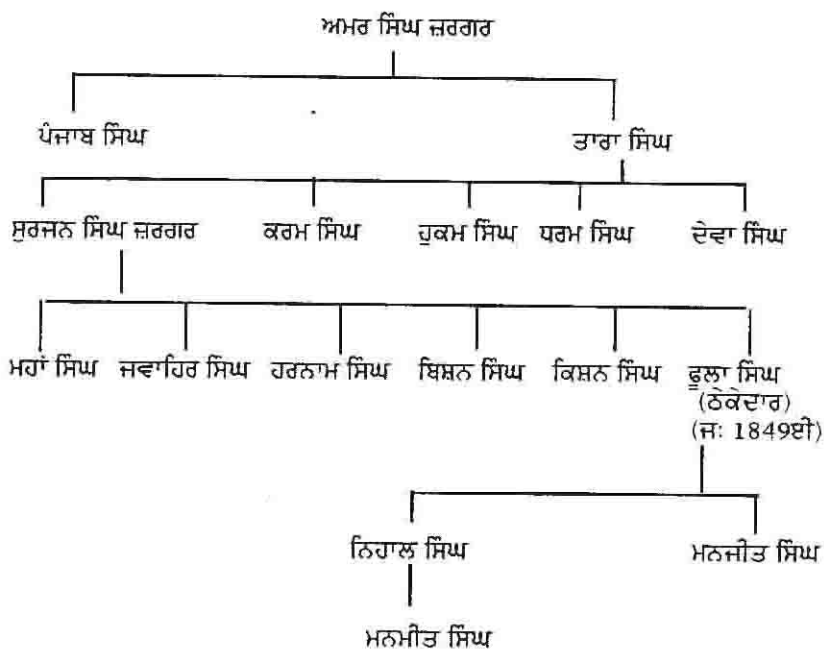 ਅਮਰ ਸਿੰਘ ਜ਼ਰਗਰ
ਪੰਜਾਬ ਸਿੰਘ ਤਾਰਾ ਸਿੰਘ
ਸੁਰਜਨ ਸਿੰਘ ਜ਼ਰਗਰ ਕਰਮ ਸਿੰਘ ਹੁਕਮ ਸਿੰਘ ਧਰਮ ਸਿੰਘ ਦੇਵਾ ਸਿੰਘ
ਮਹਾਂ ਸਿੰਘ ਜਵਾਹਿਰ ਸਿੰਘ ਹਰਨਾਮ ਸਿੰਘ ਬਿਸ਼ਨ ਸਿੰਘ ਕਿਸ਼ਨ ਸਿੰਘ ਫੂਲਾ ਸਿੰਘ
(ਠੇਕੇਦਾਰ)
(ਜਃ 1849ਈ)
ਨਿਹਾਲ ਸਿੰਘ ਮਨਜੀਤ ਸਿੰਘ
ਮਨਮੀਤ ਸਿੰਘ